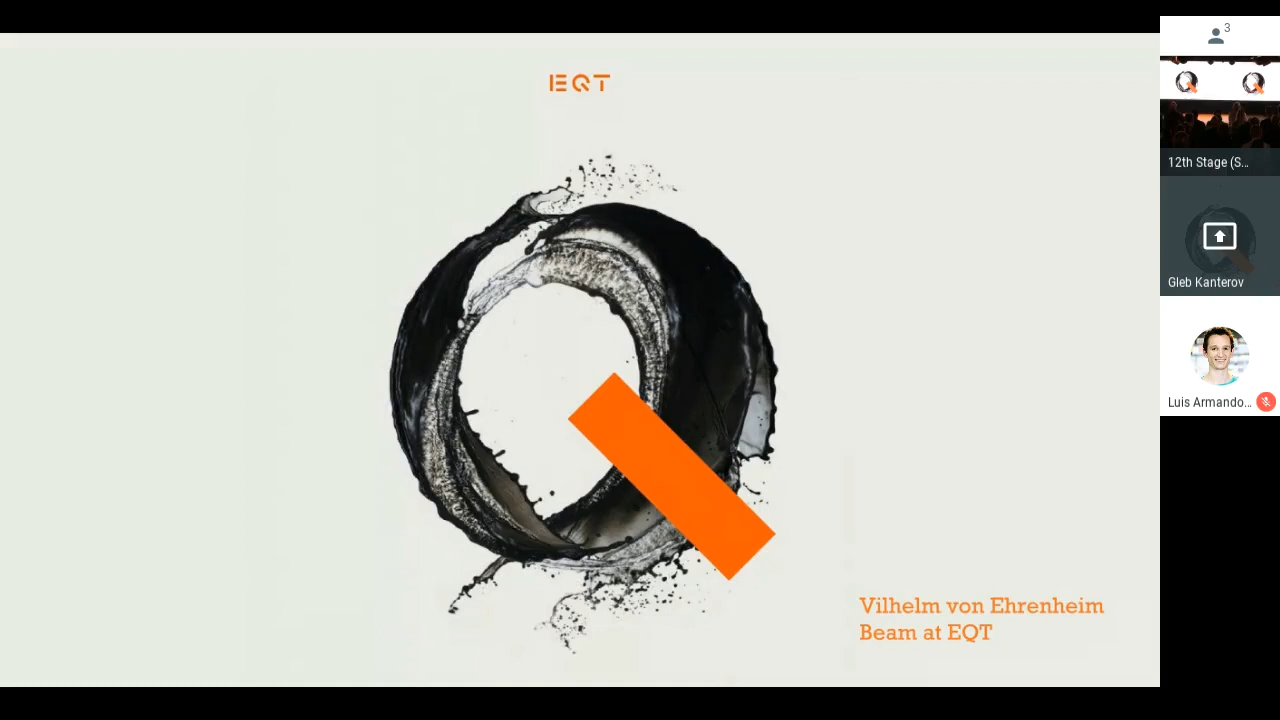 EQT
Vilhelm von Ehrenheim
Beam at EQT
3
12th Stage (S...
Gleb Kanterov
Luis Armando...